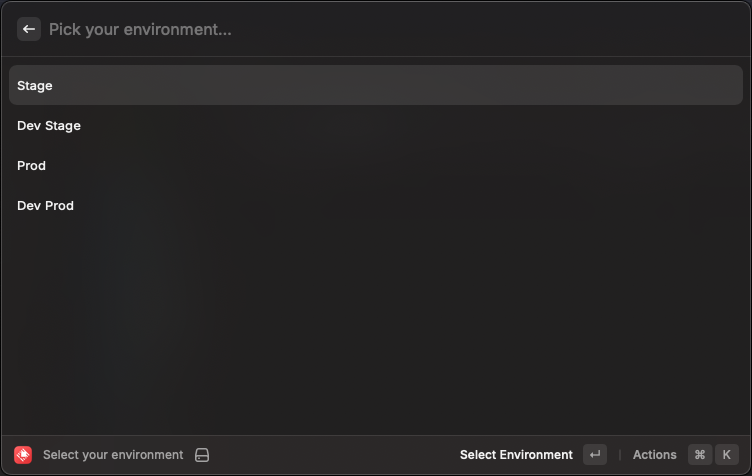 Pick your environment...
Stage
Dev Stage
Prod
Dev Prod
Select your environment Select Environment ↵ | Actions ⌘ K